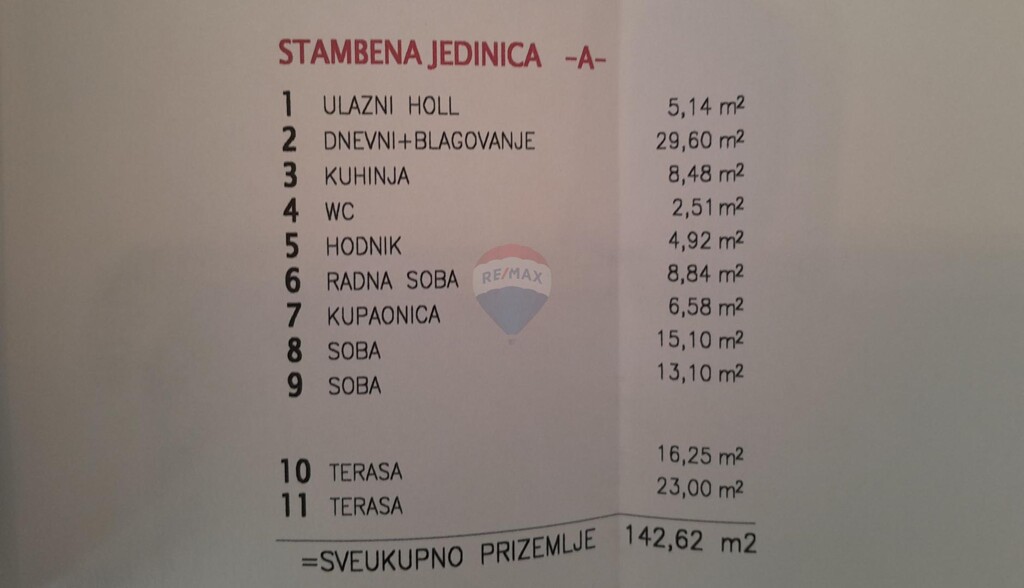 STAMBENA JEDINICA -A-
1 ULAZNI HOLL 5,14 m2
2 DNEVNI+BLAGOVANJE 29,60 m2
3 KUHINJA 8,48 m2
4 WC 2,51 m2
5 HODNIK 4,92 m2
6 RADNA SOBA 8,84 m2
RE/MAX
7 KUPAONICA 6,58 m2
8 SOBA 15,10 m2
9 SOBA 13,10 m2
10 TERASA 16,25 m2
11 TERASA 23,00 m2
=SVEUKUPNO PRIZEMLJE 142,62 m2